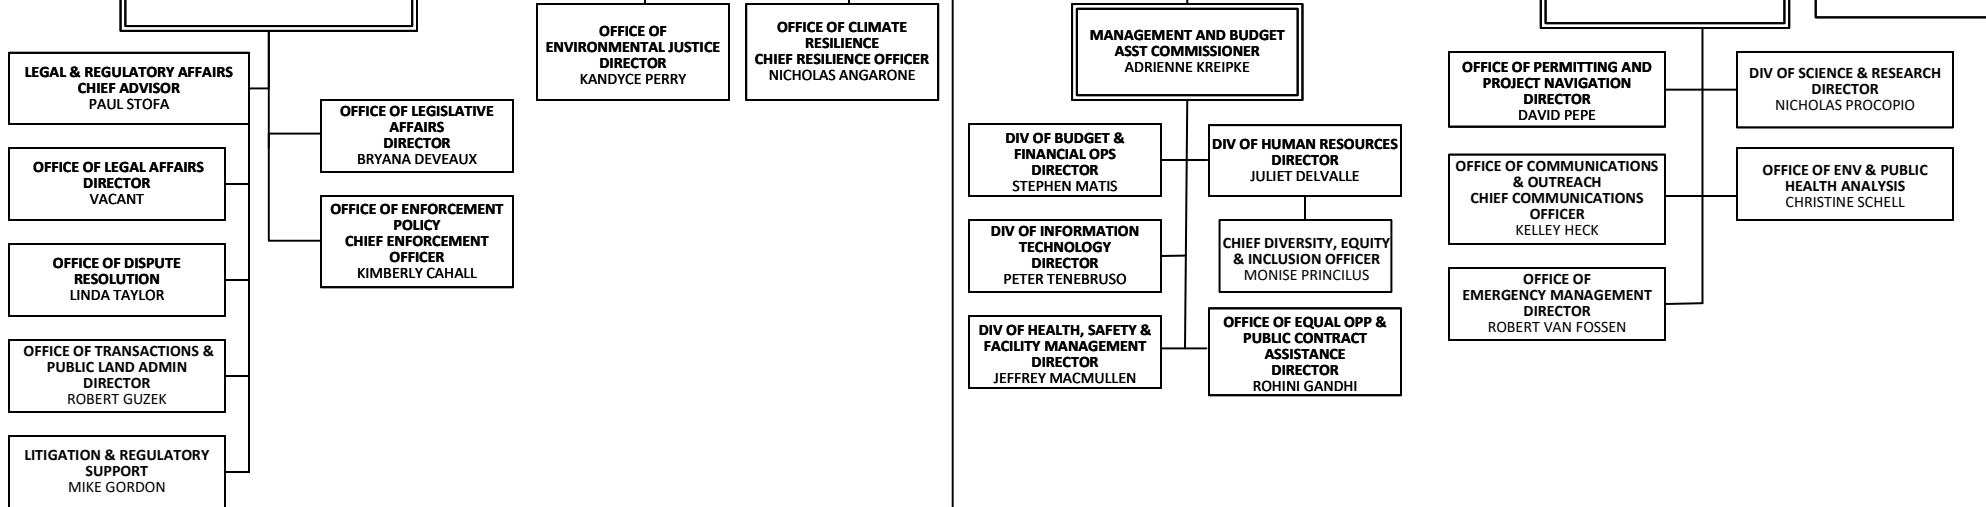 LEGAL & REGULATORY AFFAIRS
CHIEF ADVISOR
PAUL STOFA
OFFICE OF LEGAL AFFAIRS
DIRECTOR
VACANT
OFFICE OF DISPUTE
RESOLUTION
LINDA TAYLOR
OFFICE OF TRANSACTIONS &
PUBLIC LAND ADMIN
DIRECTOR
ROBERT GUZEK
LITIGATION & REGULATORY
SUPPORT
MIKE GORDON
OFFICE OF LEGISLATIVE
AFFAIRS
DIRECTOR
BRYANA DEVEAUX
OFFICE OF ENFORCEMENT
POLICY
CHIEF ENFORCEMENT
OFFICER
KIMBERLY CAHALL
OFFICE OF
ENVIRONMENTAL JUSTICE
DIRECTOR
KANDYCE PERRY
OFFICE OF CLIMATE
RESILIENCE
CHIEF RESILIENCE OFFICER
NICHOLAS ANGARONE
MANAGEMENT AND BUDGET
ASST COMMISSIONER
ADRIENNE KREIPKE
DIV OF BUDGET &
FINANCIAL OPS
DIRECTOR
STEPHEN MATIS
DIV OF HUMAN RESOURCES
DIRECTOR
JULIET DELVALLE
DIV OF INFORMATION
TECHNOLOGY
DIRECTOR
PETER TENEBRUSO
CHIEF DIVERSITY, EQUITY
& INCLUSION OFFICER
MONISE PRINCILUS
DIV OF HEALTH, SAFETY &
FACILITY MANAGEMENT
DIRECTOR
JEFFREY MACMULLEN
OFFICE OF EQUAL OPP &
PUBLIC CONTRACT
ASSISTANCE
DIRECTOR
ROHINI GANDHI
OFFICE OF PERMITTING AND
PROJECT NAVIGATION
DIRECTOR
DAVID PEPE
DIV OF SCIENCE & RESEARCH
DIRECTOR
NICHOLAS PROCOPIO
OFFICE OF COMMUNICATIONS
& OUTREACH
CHIEF COMMUNICATIONS
OFFICER
KELLEY HECK
OFFICE OF ENV & PUBLIC
HEALTH ANALYSIS
CHRISTINE SCHELL
OFFICE OF
EMERGENCY MANAGEMENT
DIRECTOR
ROBERT VAN FOSSEN